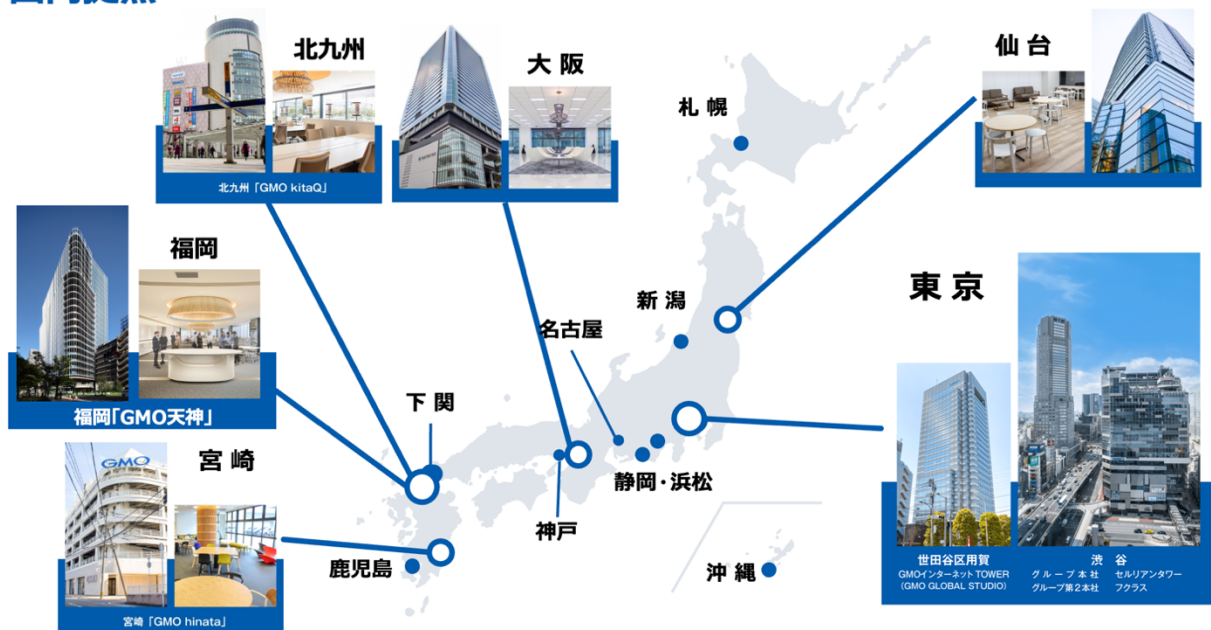 国内拠点
北九州
北九州「GMO kitaQ」
大阪
札幌
仙台
福岡
福岡「GMO天神」
新潟
名古屋
東京
下関
宮崎
GMO
宮崎「GMO hinata」
静岡・浜松
神戸
鹿児島
沖縄
世田谷区用賀
GMOインターネット TOWER
(GMO GLOBAL STUDIO)
渋谷
グループ本社 セルリアンタワー
グループ第2本社 フクラス